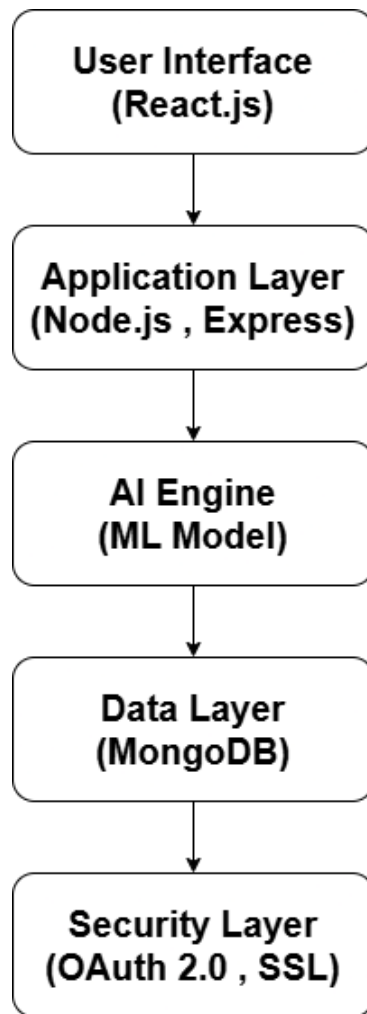 User Interface
(React.js)
Application Layer
(Node.js , Express)
AI Engine
(ML Model)
Data Layer
(MongoDB)
Security Layer
(OAuth 2.0 , SSL)